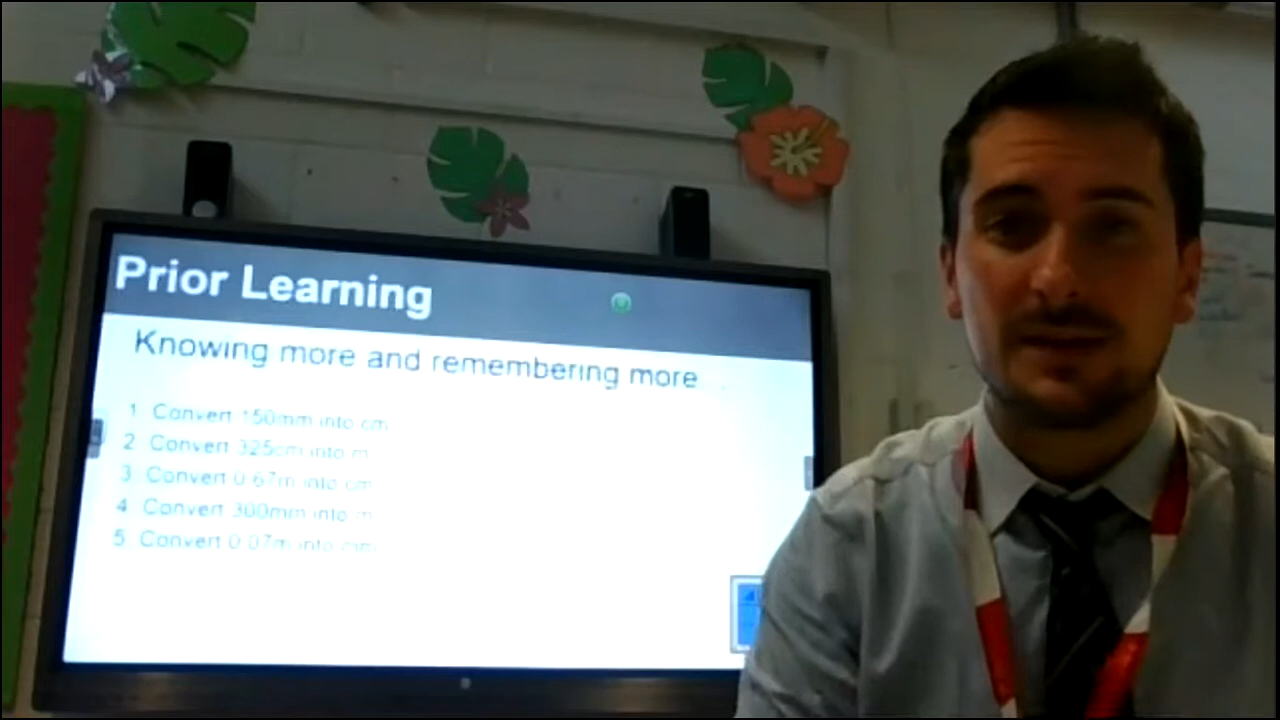 Prior Learning
Knowing more and remembering more
1. Convert 150mm into cm
2. Convert 325cm into m
3. Convert 0.67m into cm
4. Convert 300mm into m
5. Convert 0.07m into mm